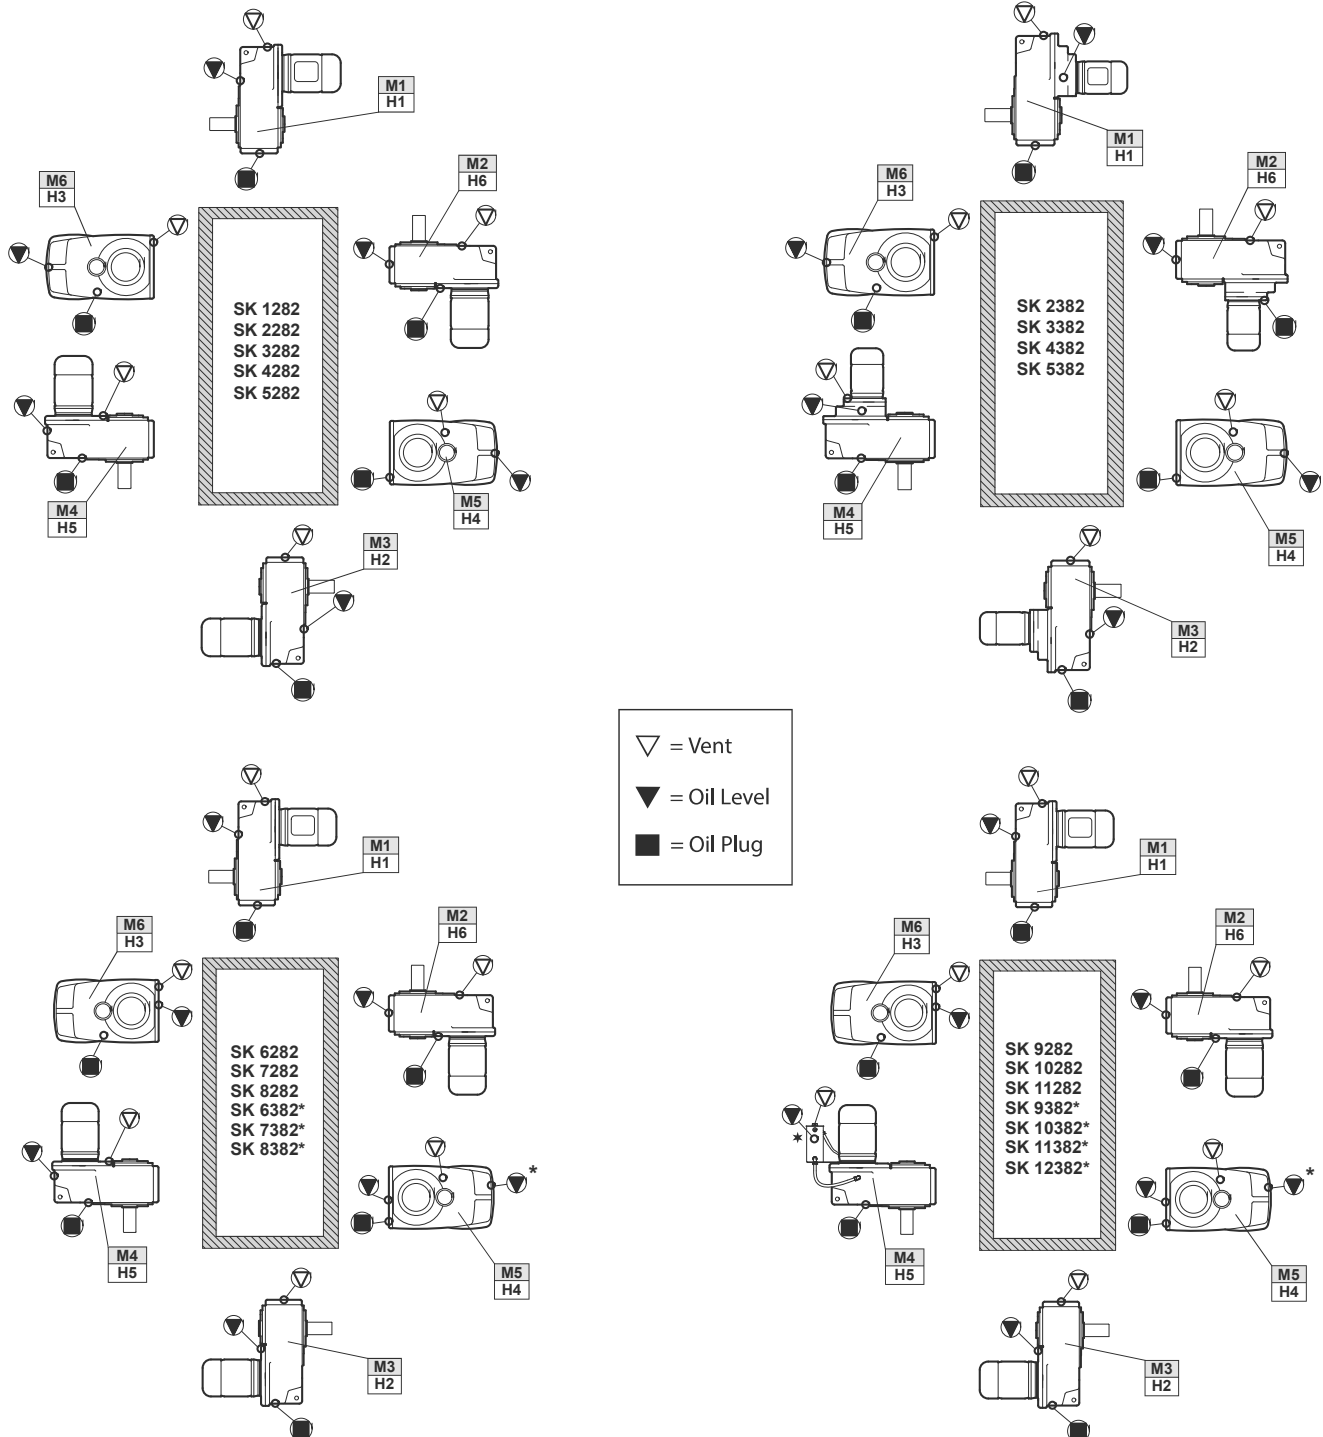 M1
H1
M6
H3
M2
H6
SK 1282
SK 2282
SK 3282
SK 4282
SK 5282
M4
H5
M5
H4
M3
H2
M1
H1
M6
H3
M2
H6
SK 2382
SK 3382
SK 4382
SK 5382
M4
H5
M5
H4
M3
H2
= Vent
= Oil Level
= Oil Plug
M1
H1
M6
H3
M2
H6
SK 6282
SK 7282
SK 8282
SK 6382*
SK 7382*
SK 8382*
*
M4
H5
M5
H4
M3
H2
M1
H1
M6
H3
M2
H6
SK 9282
SK 10282
SK 11282
SK 9382*
SK 10382*
SK 11382*
SK 12382*
*
*
M4
H5
M5
H4
M3
H2